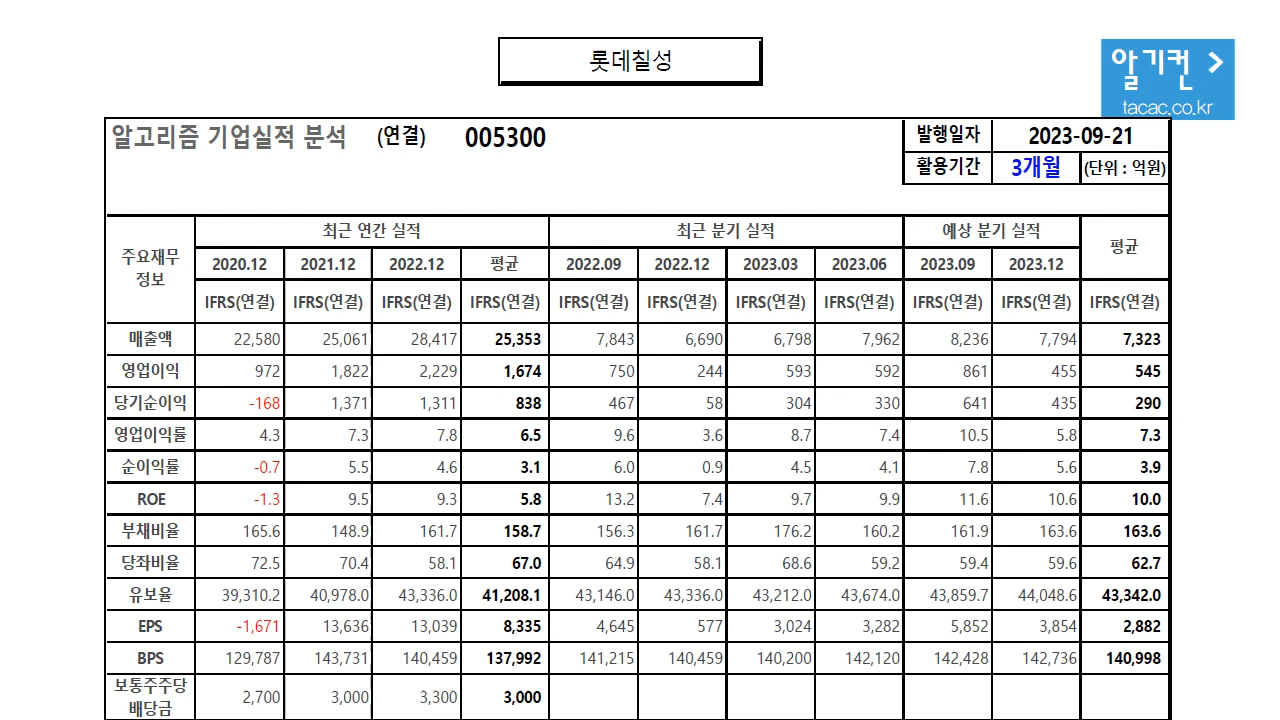 롯데칠성
알기컨 >
tacac.co.kr
알고리즘 기업실적 분석 (연결) 005300 발행일자 2023-09-21
활용기간 3개월 (단위 : 억원)
주요재무정보 최근 연간 실적 최근 분기 실적 예상 분기 실적 평균
2020.12 2021.12 2022.12 평균 2022.09 2022.12 2023.03 2023.06 2023.09 2023.12
IFRS(연결) IFRS(연결) IFRS(연결) IFRS(연결) IFRS(연결) IFRS(연결) IFRS(연결) IFRS(연결) IFRS(연결) IFRS(연결) IFRS(연결)
매출액 22,580 25,061 28,417 25,353 7,843 6,690 6,798 7,962 8,236 7,794 7,323
영업이익 972 1,822 2,229 1,674 750 244 593 592 861 455 545
당기순이익 -168 1,371 1,311 838 467 58 304 330 641 435 290
영업이익률 4.3 7.3 7.8 6.5 9.6 3.6 8.7 7.4 10.5 5.8 7.3
순이익률 -0.7 5.5 4.6 3.1 6.0 0.9 4.5 4.1 7.8 5.6 3.9
ROE -1.3 9.5 9.3 5.8 13.2 7.4 9.7 9.9 11.6 10.6 10.0
부채비율 165.6 148.9 161.7 158.7 156.3 161.7 176.2 160.2 161.9 163.6 163.6
당좌비율 72.5 70.4 58.1 67.0 64.9 58.1 68.6 59.2 59.4 59.6 62.7
유보율 39,310.2 40,978.0 43,336.0 41,208.1 43,146.0 43,336.0 43,212.0 43,674.0 43,859.7 44,048.6 43,342.0
EPS -1,671 13,636 13,039 8,335 4,645 577 3,024 3,282 5,852 3,854 2,882
BPS 129,787 143,731 140,459 137,992 141,215 140,459 140,200 142,120 142,428 142,736 140,998
보통주주당
배당금 2,700 3,000 3,300 3,000